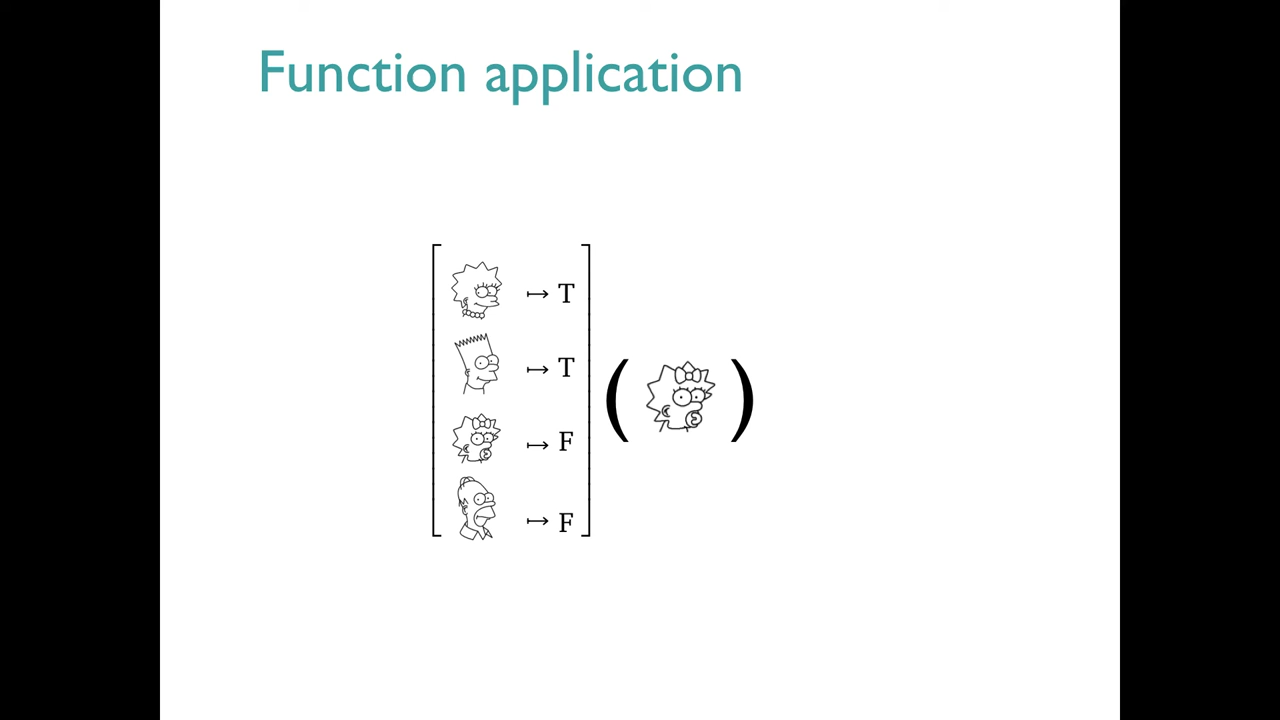 Function application
↦ T
↦ T
↦ F
↦ F
( )